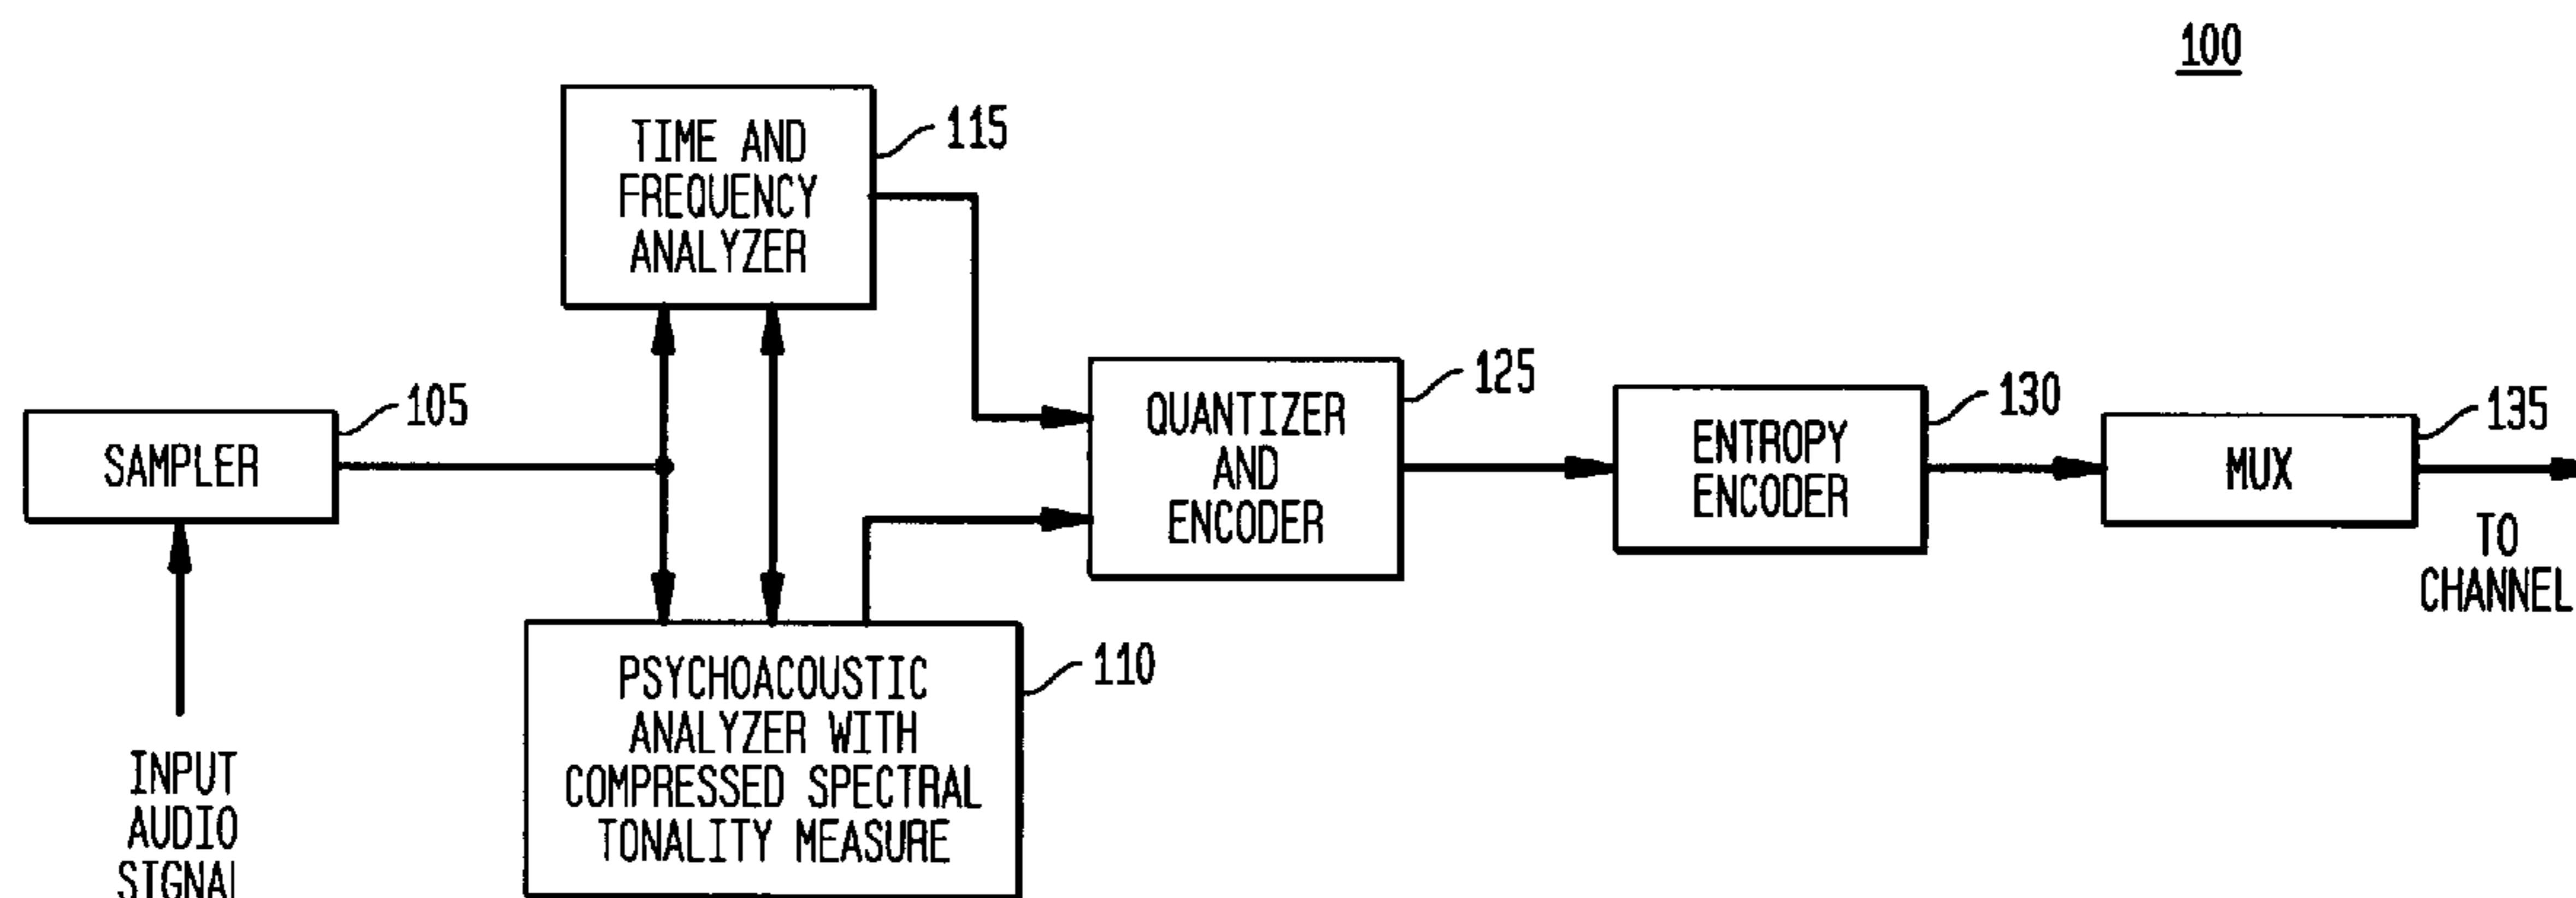 100
TIME AND
FREQUENCY
ANALYZER
115
SAMPLER
105
QUANTIZER
AND
ENCODER
125
ENTROPY
ENCODER
130
MUX
135
TO
CHANNEL
PSYCHOACOUSTIC
ANALYZER WITH
COMPRESSED SPECTRAL
TONALITY MEASURE
110
INPUT
AUDIO
SIGNAL